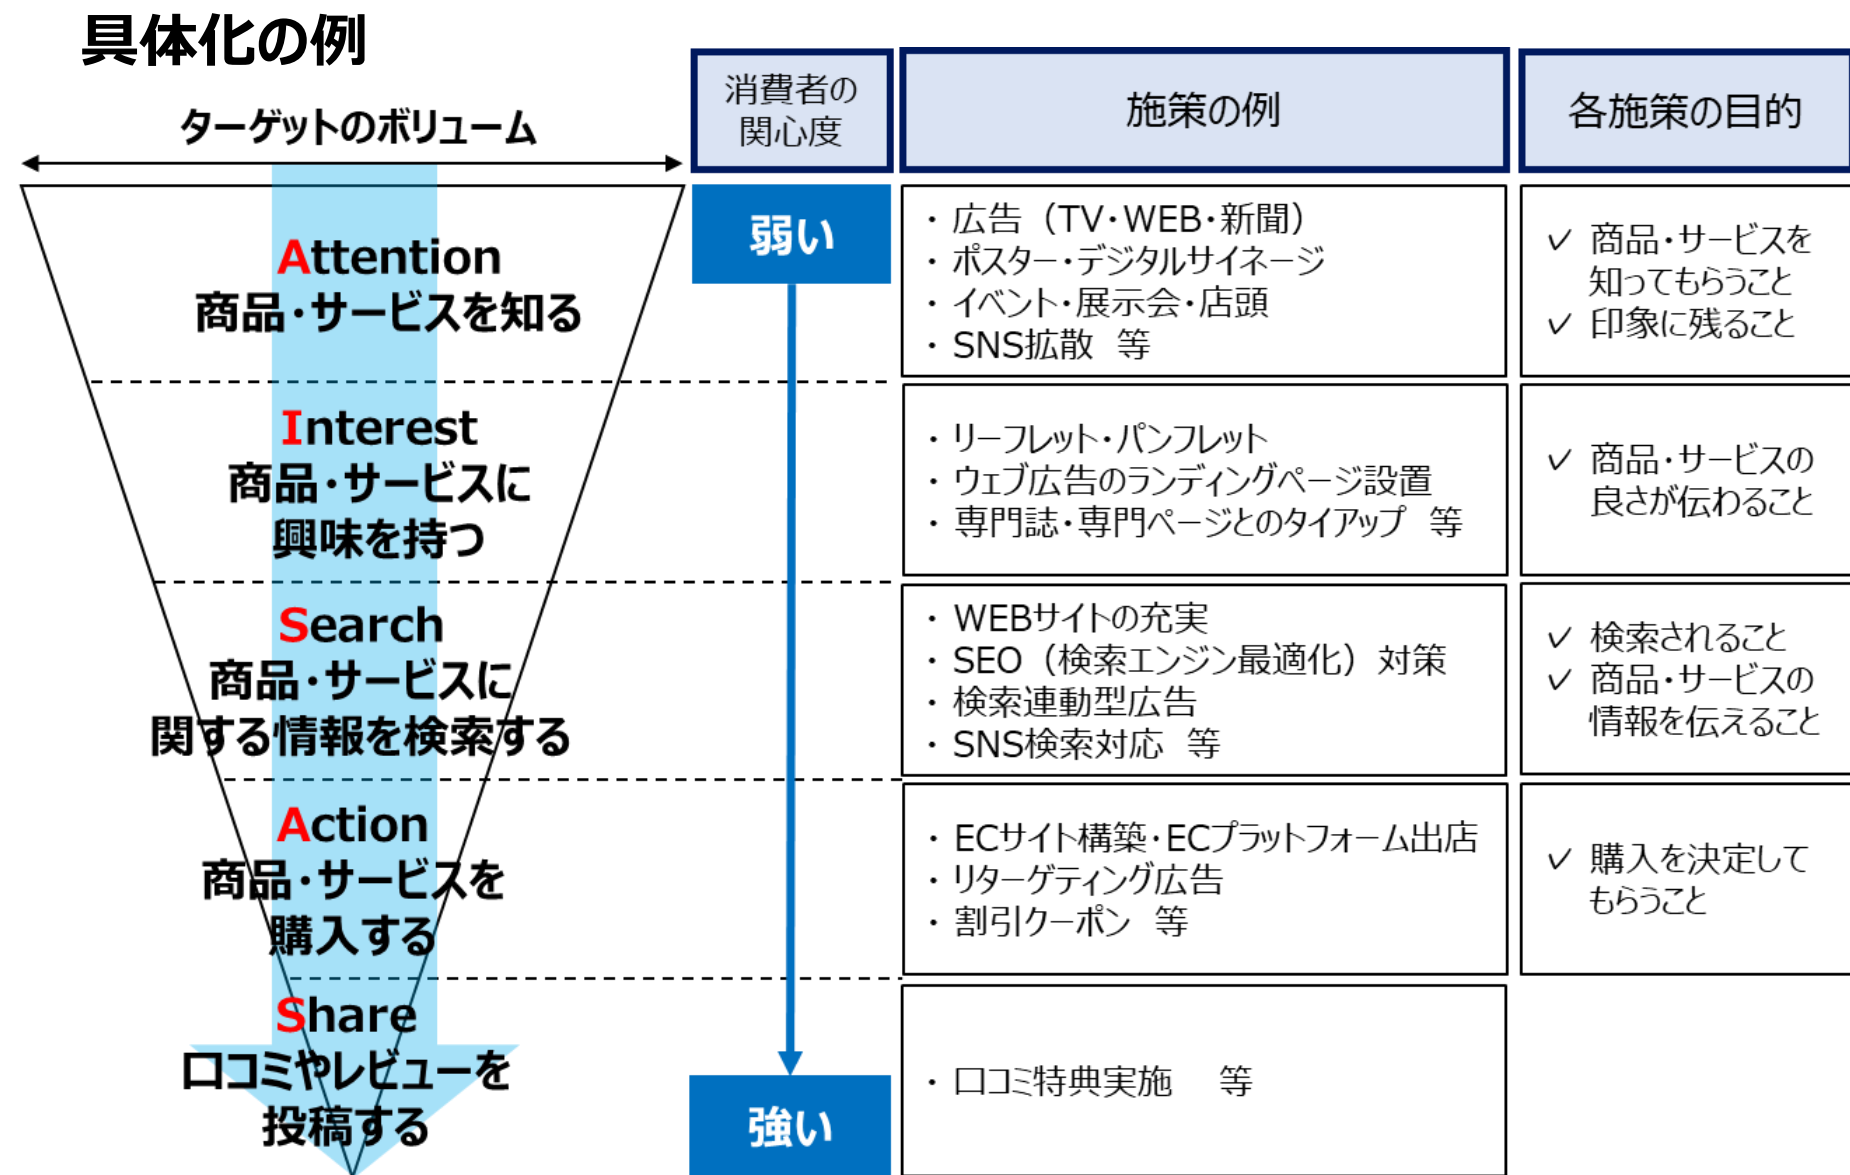 具体化の例
ターゲットのボリューム
消費者の
関心度
施策の例
各施策の目的
Attention
商品・サービスを知る
弱い
・ 広告（TV・WEB・新聞）
・ ポスター・デジタルサイネージ
・ イベント・展示会・店頭
・ SNS拡散 等
✓ 商品・サービスを
知ってもらうこと
✓ 印象に残ること
Interest
商品・サービスに
興味を持つ
・ リーフレット・パンフレット
・ ウェブ広告のランディングページ設置
・ 専門誌・専門ページとのタイアップ 等
✓ 商品・サービスの
良さが伝わること
Search
商品・サービスに
関する情報を検索する
・ WEBサイトの充実
・ SEO（検索エンジン最適化）対策
・ 検索連動型広告
・ SNS検索対応 等
✓ 検索されること
✓ 商品・サービスの
情報を伝えること
Action
商品・サービスを
購入する
・ ECサイト構築・ECプラットフォーム出店
・ リターゲティング広告
・ 割引クーポン 等
✓ 購入を決定して
もらうこと
Share
口コミやレビューを
投稿する
強い
・ 口コミ特典実施 等